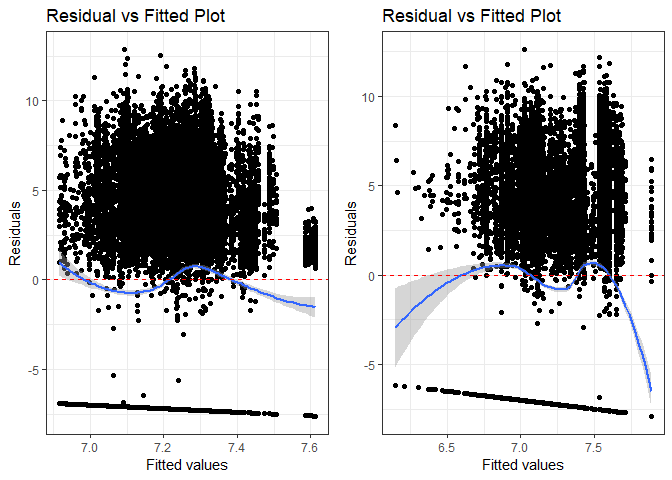 Residual vs Fitted Plot
10
5
0
-5
Residuals
7.0
7.2
7.4
7.6
Fitted values
Residual vs Fitted Plot
10
5
0
-5
Residuals
6.5
7.0
7.5
Fitted values